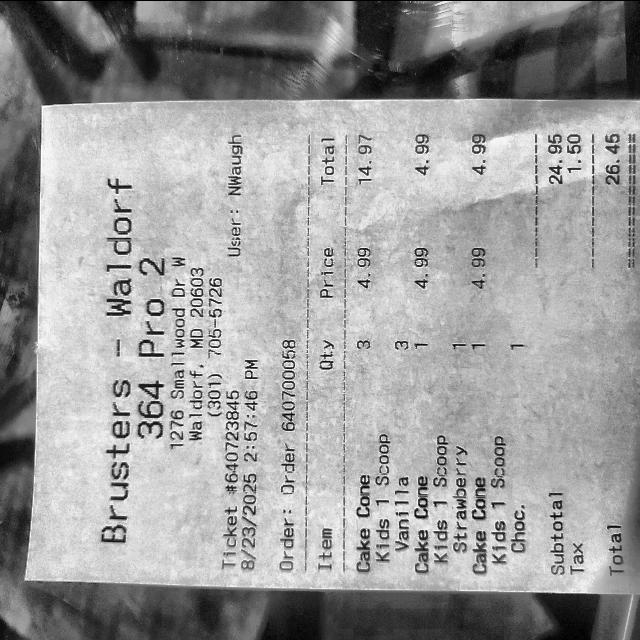 Brusters - Waldorf
364 Pro 2
1276 Smallwood Dr. W
Waldorf, MD 20603
(301) 705-5726
User: NWaugh
Ticket #640723845
8/23/2025 2:57:46 PM
Order: Order 640700058
Item Qty Price Total
Cake Cone 3 4.99 14.97
Kids 1 Scoop
Vanilla 3
Cake Cone 1 4.99 4.99
Kids 1 Scoop
Strawberry 1
Cake Cone 1 4.99 4.99
Kids 1 Scoop
Choc. 1
Subtotal 24.95
Tax 1.50
Total 26.45